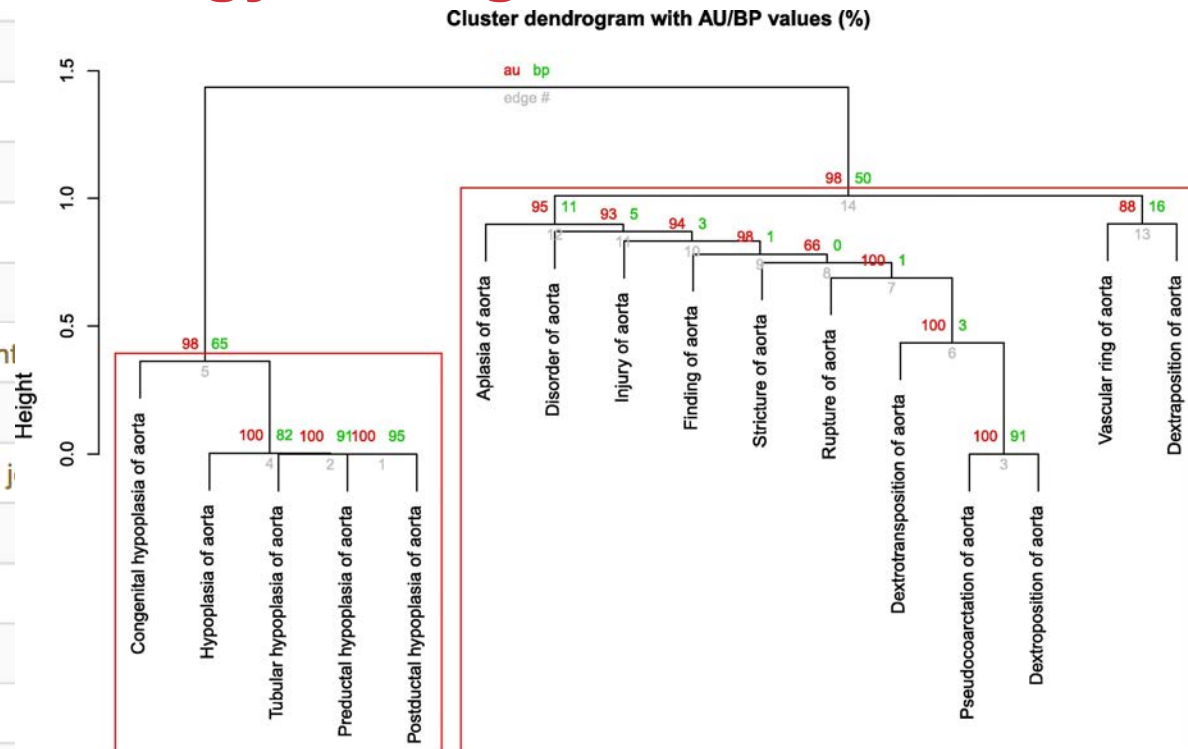 Cluster dendrogram with AU/BP values (%)
au bp
edge #
Height
1.5
1.0
0.5
0.0
98 50
14
95 11
12
93 5
11
94 3
10
98 1
9
66 0
8
100 1
7
100 3
6
100 91
3
88 16
13
98 65
5
100 82
4
100 91
2
100 95
1
Congenital hypoplasia of aorta
Hypoplasia of aorta
Tubular hypoplasia of aorta
Preductal hypoplasia of aorta
Postductal hypoplasia of aorta
Aplasia of aorta
Disorder of aorta
Injury of aorta
Finding of aorta
Stricture of aorta
Rupture of aorta
Dextrotransposition of aorta
Pseudocoarctation of aorta
Dextroposition of aorta
Vascular ring of aorta
Dextraposition of aorta